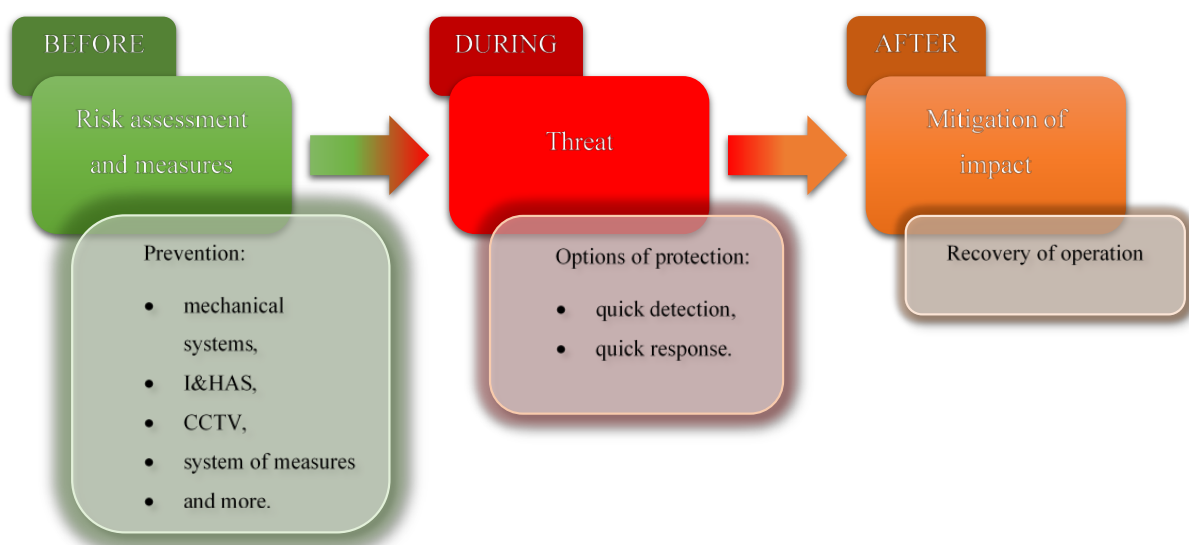 BEFORE
Risk assessment
and measures
Prevention:
• mechanical
systems,
• I&HAS,
• CCTV,
• system of measures
• and more.
DURING
Threat
Options of protection:
• quick detection,
• quick response.
AFTER
Mitigation of
impact
Recovery of operation